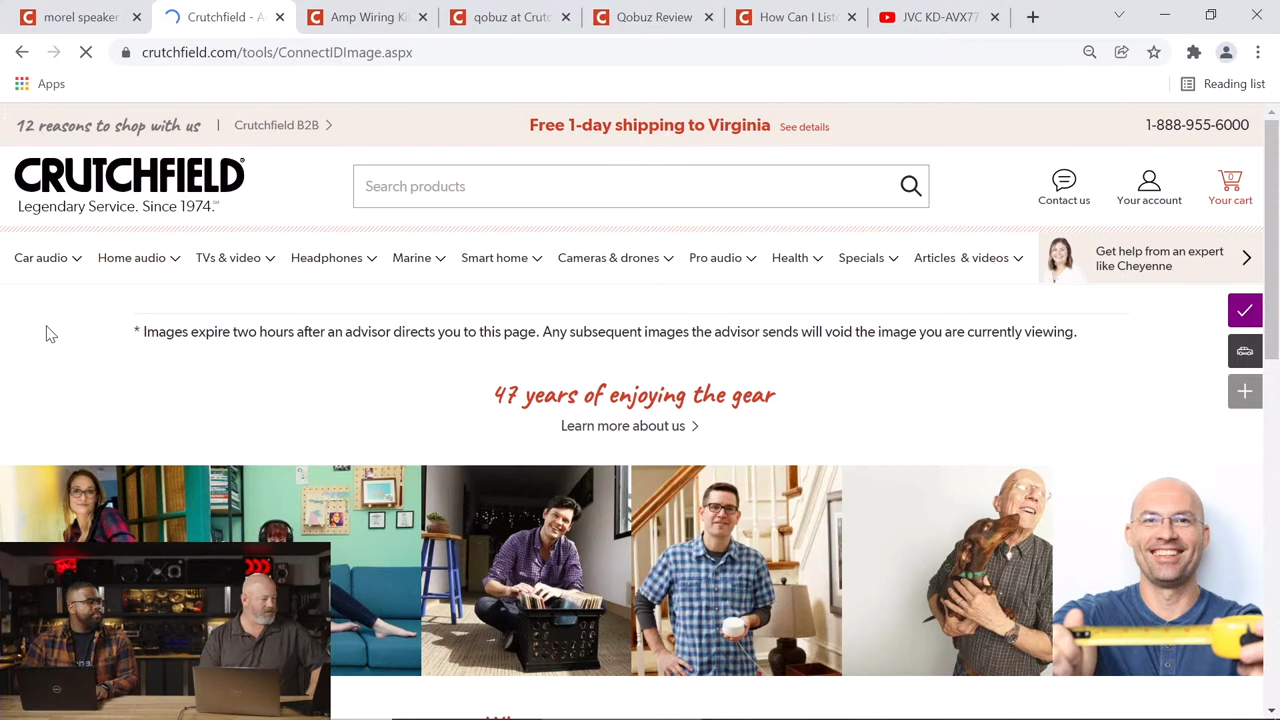 morel speaker
Crutchfield - A
Amp Wiring Ki
qobuz at Crutc
Qobuz Review
How Can I List
JVC KD-AVX77
crutchfield.com/tools/ConnectIDImage.aspx
Apps
Reading list
12 reasons to shop with us | Crutchfield B2B
Free 1-day shipping to Virginia See details
1-888-955-6000
CRUTCHFIELD
Legendary Service. Since 1974.
Search products
Contact us
Your account
0
Your cart
Car audio Home audio TVs & video Headphones Marine Smart home Cameras & drones Pro audio Health Specials Articles & videos
Get help from an expert
like Cheyenne
* Images expire two hours after an advisor directs you to this page. Any subsequent images the advisor sends will void the image you are currently viewing.
47 years of enjoying the gear
Learn more about us